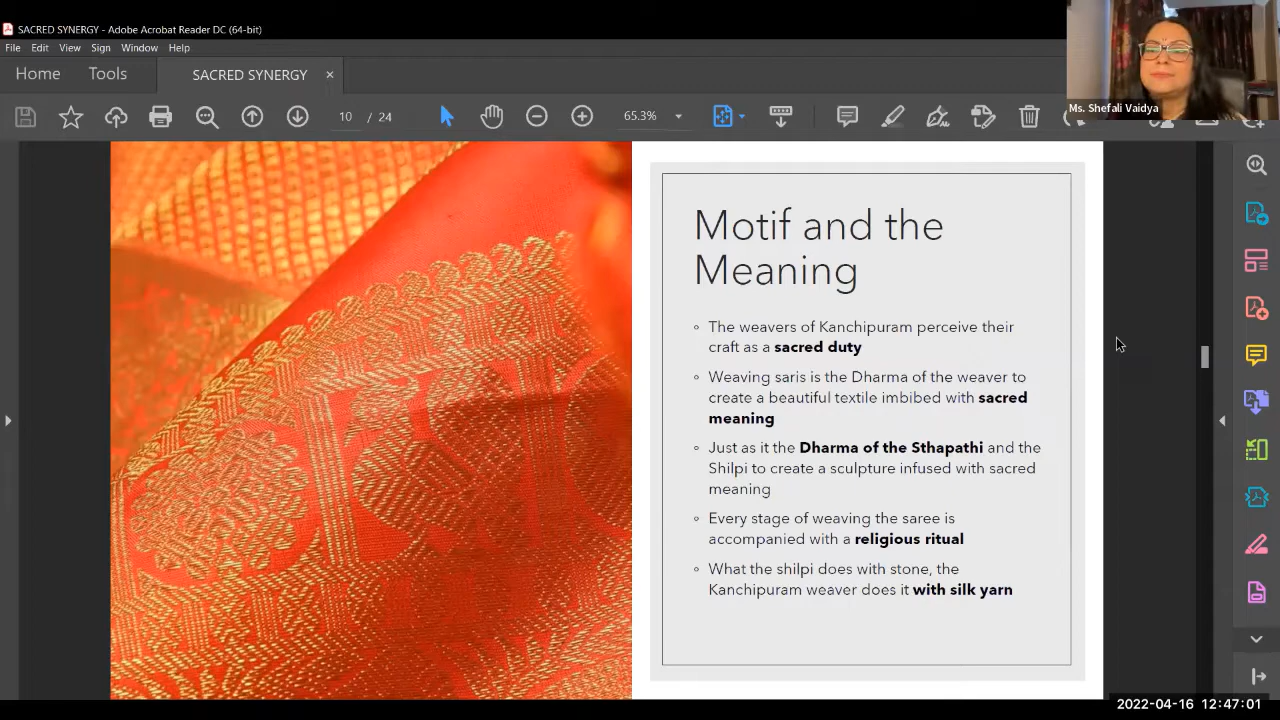 SACRED SYNERGY - Adobe Acrobat Reader DC (64-bit)
File Edit View Sign Window Help
Home Tools SACRED SYNERGY ×
10 / 24 65.3%
Ms. Shefali Vaidya
Motif and the
Meaning
The weavers of Kanchipuram perceive their
craft as a sacred duty
Weaving saris is the Dharma of the weaver to
create a beautiful textile imbibed with sacred
meaning
Just as it the Dharma of the Sthapathi and the
Shilpi to create a sculpture infused with sacred
meaning
Every stage of weaving the saree is
accompanied with a religious ritual
What the shilpi does with stone, the
Kanchipuram weaver does it with silk yarn
2022-04-16 12:47:01